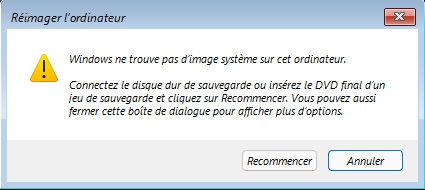 Réimager l'ordinateur
Windows ne trouve pas d'image système sur cet ordinateur.
Connectez le disque dur de sauvegarde ou insérez le DVD final d'un
jeu de sauvegarde et cliquez sur Recommencer. Vous pouvez aussi
fermer cette boîte de dialogue pour afficher plus d'options.
Recommencer
Annuler